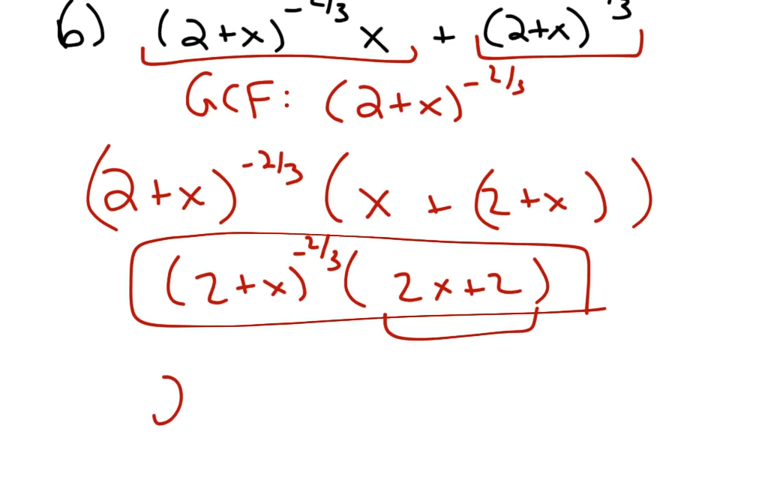 6) (2+x)^-2/3 x + (2+x)^1/3
GCF: (2+x)^-2/3
(2+x)^-2/3 (x + (2+x))
(2+x)^-2/3 (2x+2)